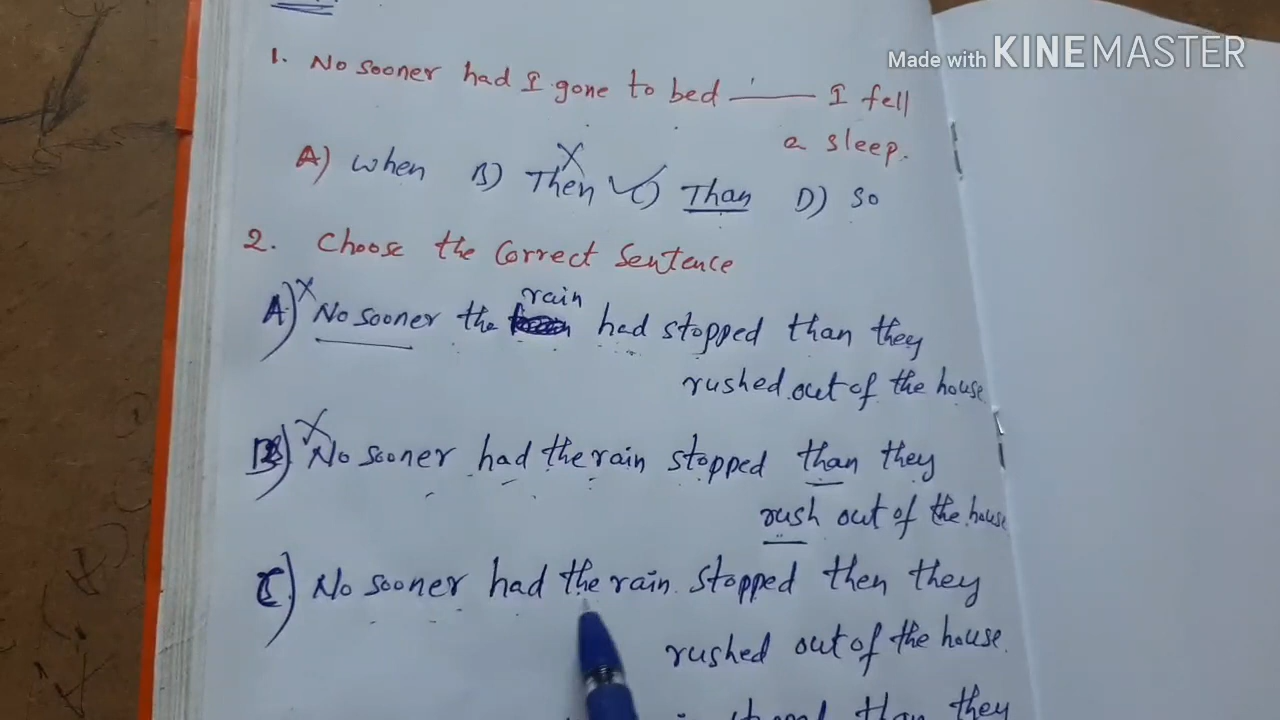 Made with KINEMASTER
1. No sooner had I gone to bed ——— I fell
a sleep.
A) when B) Then C) Than D) so
2. Choose the Correct Sentence
A) No sooner the rain had stopped than they
rushed out of the house.
B) No sooner had the rain stopped than they
rush out of the house
C) No sooner had the rain stopped then they
rushed out of the house.
than they